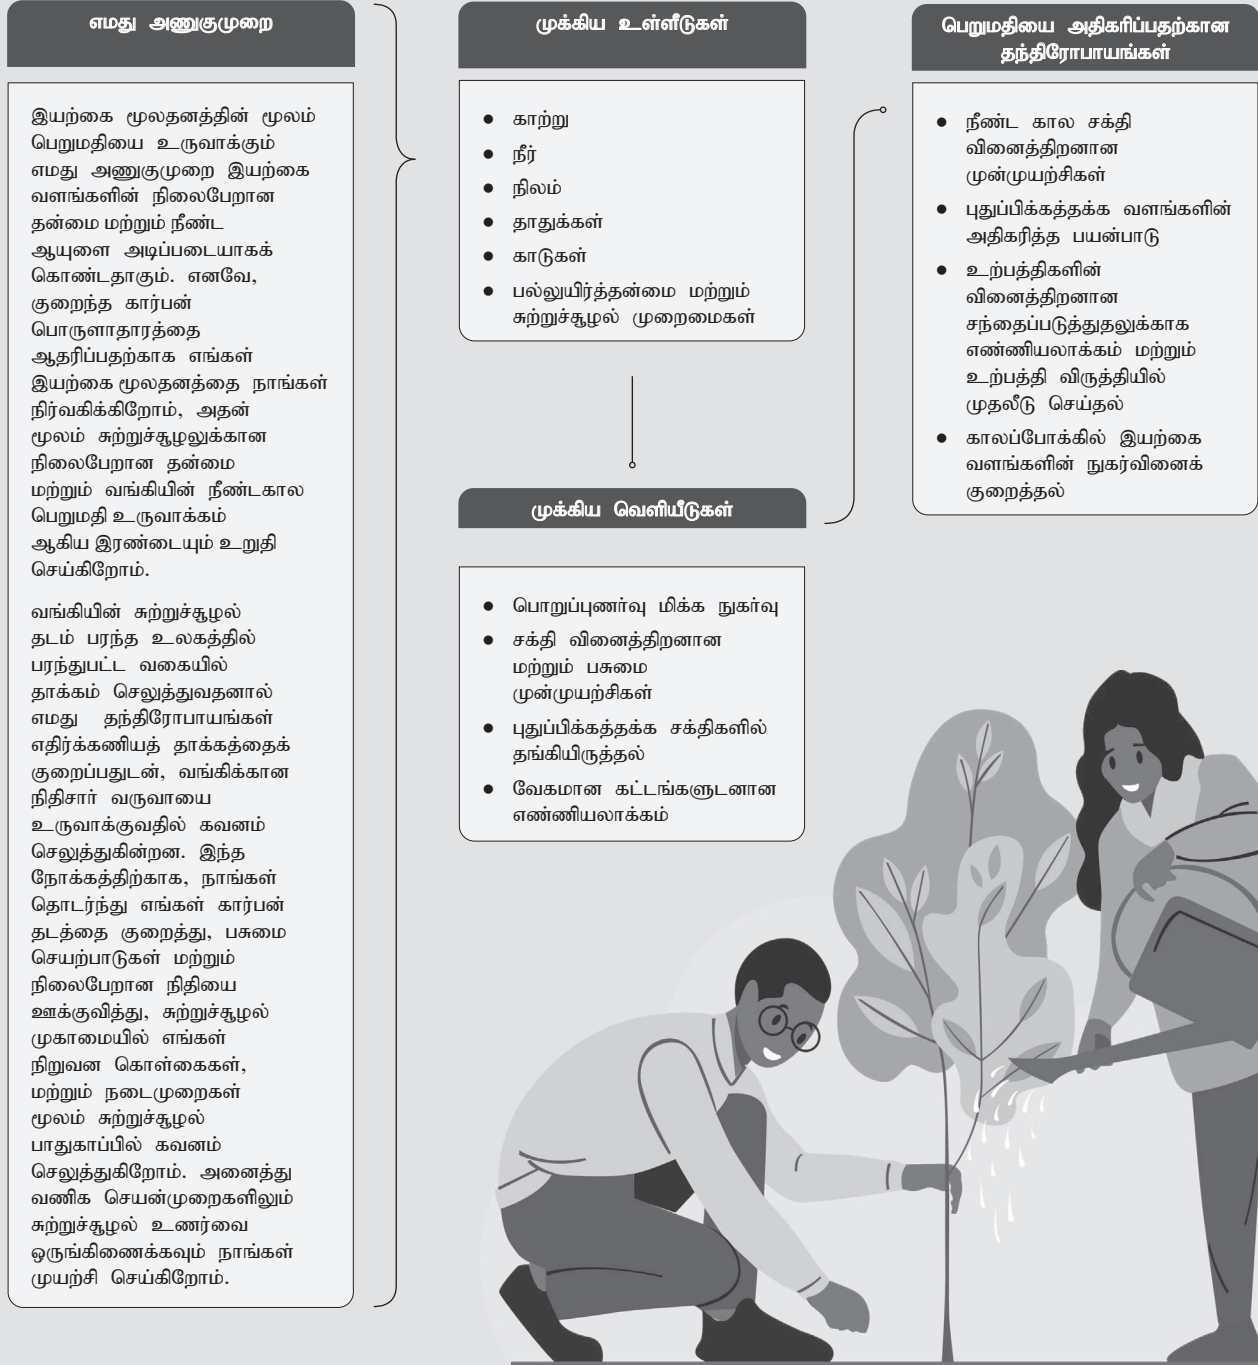 எமது அணுகுமுறை
இயற்கை மூலதனத்தின் மூலம்
பெறுமதியை உருவாக்கும்
எமது அணுகுமுறை இயற்கை
வளங்களின் நிலைபேறான
தன்மை மற்றும் நீண்ட
ஆயுளை அடிப்படையாகக்
கொண்டதாகும். எனவே,
குறைந்த கார்பன்
பொருளாதாரத்தை
ஆதரிப்பதற்காக எங்கள்
இயற்கை மூலதனத்தை நாங்கள்
நிர்வகிக்கிறோம், அதன்
மூலம் சுற்றுச்சூழலுக்கான
நிலைபேறான தன்மை
மற்றும் வங்கியின் நீண்டகால
பெறுமதி உருவாக்கம்
ஆகிய இரண்டையும் உறுதி
செய்கிறோம்.
வங்கியின் சுற்றுச்சூழல்
தடம் பரந்த உலகத்தில்
பரந்துபட்ட வகையில்
தாக்கம் செலுத்துவதனால்
எமது தந்திரோபாயங்கள்
எதிர்க்கணியத் தாக்கத்தைக்
குறைப்பதுடன், வங்கிக்கான
நிதிசார் வருவாயை
உருவாக்குவதில் கவனம்
செலுத்துகின்றன. இந்த
நோக்கத்திற்காக, நாங்கள்
தொடர்ந்து எங்கள் கார்பன்
தடத்தை குறைத்து, பசுமை
செயற்பாடுகள் மற்றும்
நிலைபேறான நிதியை
ஊக்குவித்து, சுற்றுச்சூழல்
முகாமையில் எங்கள்
நிறுவன கொள்கைகள்,
மற்றும் நடைமுறைகள்
மூலம் சுற்றுச்சூழல்
பாதுகாப்பில் கவனம்
செலுத்துகிறோம். அனைத்து
வணிக செயன்முறைகளிலும்
சுற்றுச்சூழல் உணர்வை
ஒருங்கிணைக்கவும் நாங்கள்
முயற்சி செய்கிறோம்.
முக்கிய உள்ளீடுகள்
● காற்று
● நீர்
● நிலம்
● தாதுக்கள்
● காடுகள்
● பல்லுயிர்த்தன்மை மற்றும்
சுற்றுச்சூழல் முறைமைகள்
முக்கிய வெளியீடுகள்
● பொறுப்புணர்வு மிக்க நுகர்வு
● சக்தி வினைத்திறனான
மற்றும் பசுமை
முன்முயற்சிகள்
● புதுப்பிக்கத்தக்க சக்திகளில்
தங்கியிருத்தல்
● வேகமான கட்டங்களுடனான
எண்ணியலாக்கம்
பெறுமதியை அதிகரிப்பதற்கான
தந்திரோபாயங்கள்
● நீண்ட கால சக்தி
வினைத்திறனான
முன்முயற்சிகள்
● புதுப்பிக்கத்தக்க வளங்களின்
அதிகரித்த பயன்பாடு
● உற்பத்திகளின்
வினைத்திறனான
சந்தைப்படுத்துதலுக்காக
எண்ணியலாக்கம் மற்றும்
உற்பத்தி விருத்தியில்
முதலீடு செய்தல்
● காலப்போக்கில் இயற்கை
வளங்களின் நுகர்வினைக்
குறைத்தல்